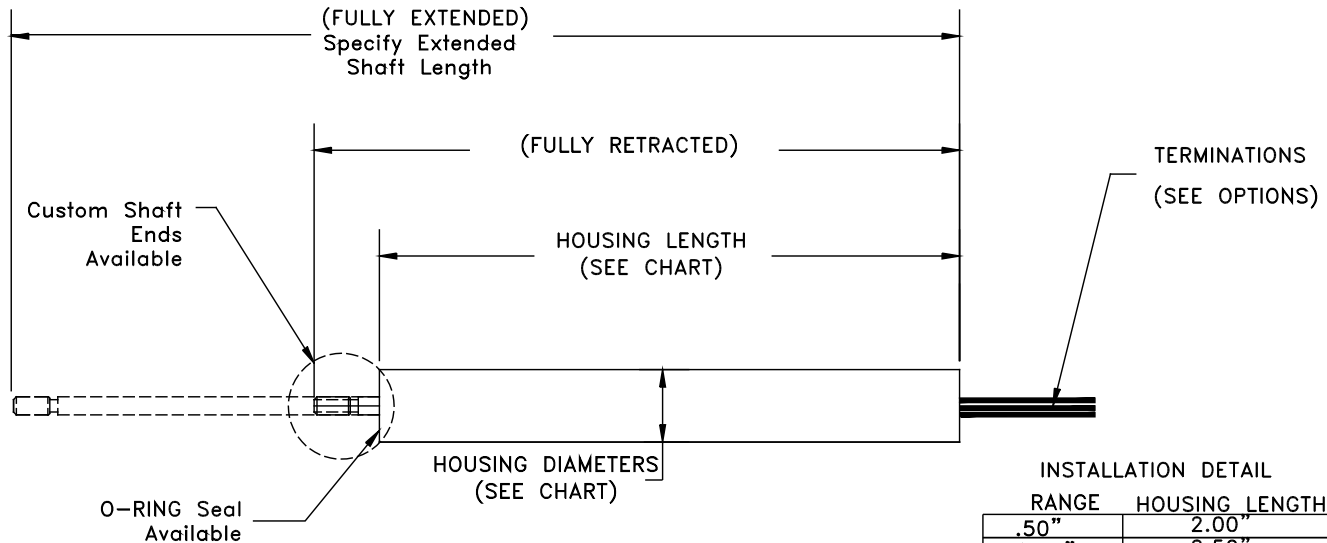 (FULLY EXTENDED)
Specify Extended
Shaft Length
(FULLY RETRACTED)
TERMINATIONS
(SEE OPTIONS)
Custom Shaft
Ends
Available
HOUSING LENGTH
(SEE CHART)
HOUSING DIAMETERS
(SEE CHART)
O-RING Seal
Available
INSTALLATION DETAIL
RANGE HOUSING LENGTH
.50" 2.00"